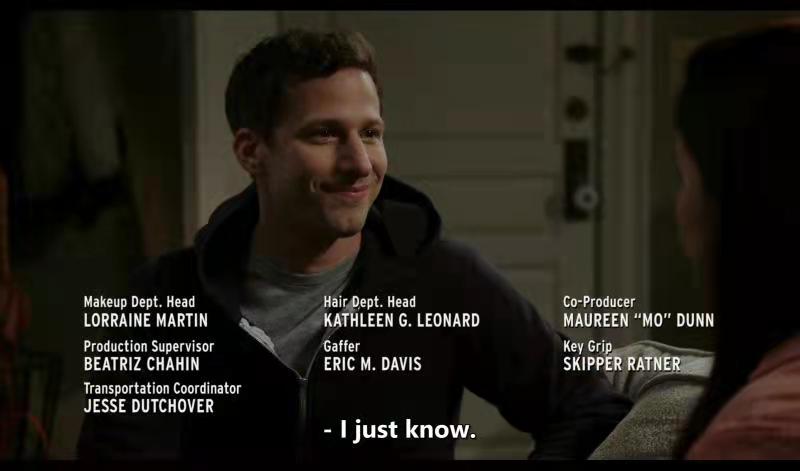 Makeup Dept. Head
LORRAINE MARTIN
Hair Dept. Head
KATHLEEN G. LEONARD
Co-Producer
MAUREEN “MO” DUNN
Production Supervisor
BEATRIZ CHAHIN
Gaffer
ERIC M. DAVIS
Key Grip
SKIPPER RATNER
Transportation Coordinator
JESSE DUTCHOVER
- I just know.